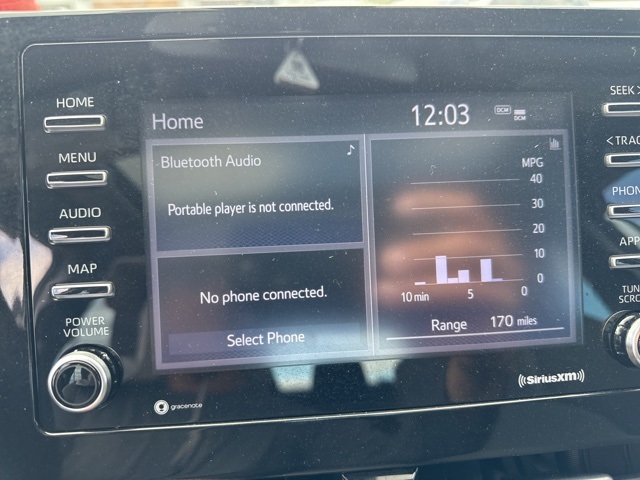 HOME
MENU
AUDIO
MAP
POWER
VOLUME
Home
12:03
DCM
DCM
Bluetooth Audio
Portable player is not connected.
No phone connected.
Select Phone
MPG
40
30
20
10
0
10 min
5
0
Range 170 miles
SEEK >
< TRAC
PHON
APP
TUN
SCRO
gracenote
((SiriusXM))